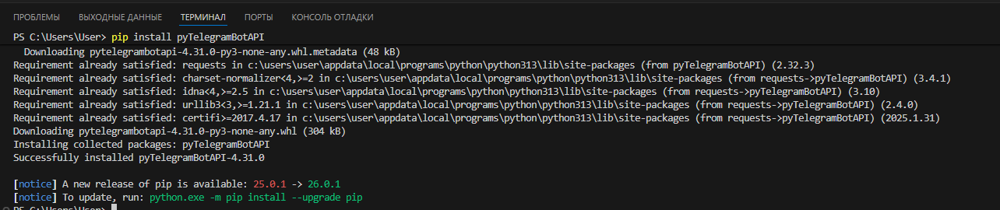 ПРОБЛЕМЫ ВЫХОДНЫЕ ДАННЫЕ ТЕРМИНАЛ ПОРТЫ КОНСОЛЬ ОТЛАДКИ
PS C:\Users\User> pip install pyTelegramBotAPI
Downloading pytelegrambotapi-4.31.0-py3-none-any.whl.metadata (48 kB)
Requirement already satisfied: requests in c:\users\user\appdata\local\programs\python\python313\lib\site-packages (from pyTelegramBotAPI) (2.32.3)
Requirement already satisfied: charset-normalizer<4,>=2 in c:\users\user\appdata\local\programs\python\python313\lib\site-packages (from requests->pyTelegramBotAPI) (3.4.1)
Requirement already satisfied: idna<4,>=2.5 in c:\users\user\appdata\local\programs\python\python313\lib\site-packages (from requests->pyTelegramBotAPI) (3.10)
Requirement already satisfied: urllib3<3,>=1.21.1 in c:\users\user\appdata\local\programs\python\python313\lib\site-packages (from requests->pyTelegramBotAPI) (2.4.0)
Requirement already satisfied: certifi>=2017.4.17 in c:\users\user\appdata\local\programs\python\python313\lib\site-packages (from requests->pyTelegramBotAPI) (2025.1.31)
Downloading pytelegrambotapi-4.31.0-py3-none-any.whl (304 kB)
Installing collected packages: pyTelegramBotAPI
Successfully installed pyTelegramBotAPI-4.31.0
[notice] A new release of pip is available: 25.0.1 -> 26.0.1
[notice] To update, run: python.exe -m pip install --upgrade pip
PS C:\Users\User>